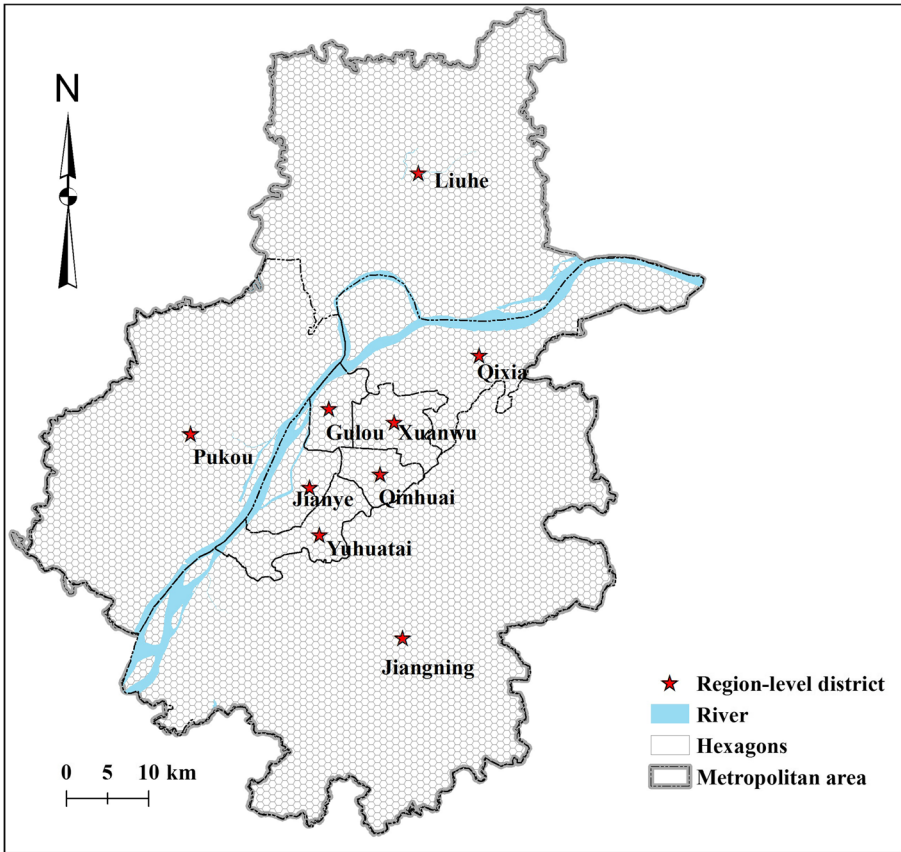 N
Liuhe
Qixia
Gulou
Xuanwu
Pukou
Jianye
Qinhuai
Yuhuatai
Jiangning
Region-level district
River
Hexagons
Metropolitan area
0 5 10 km